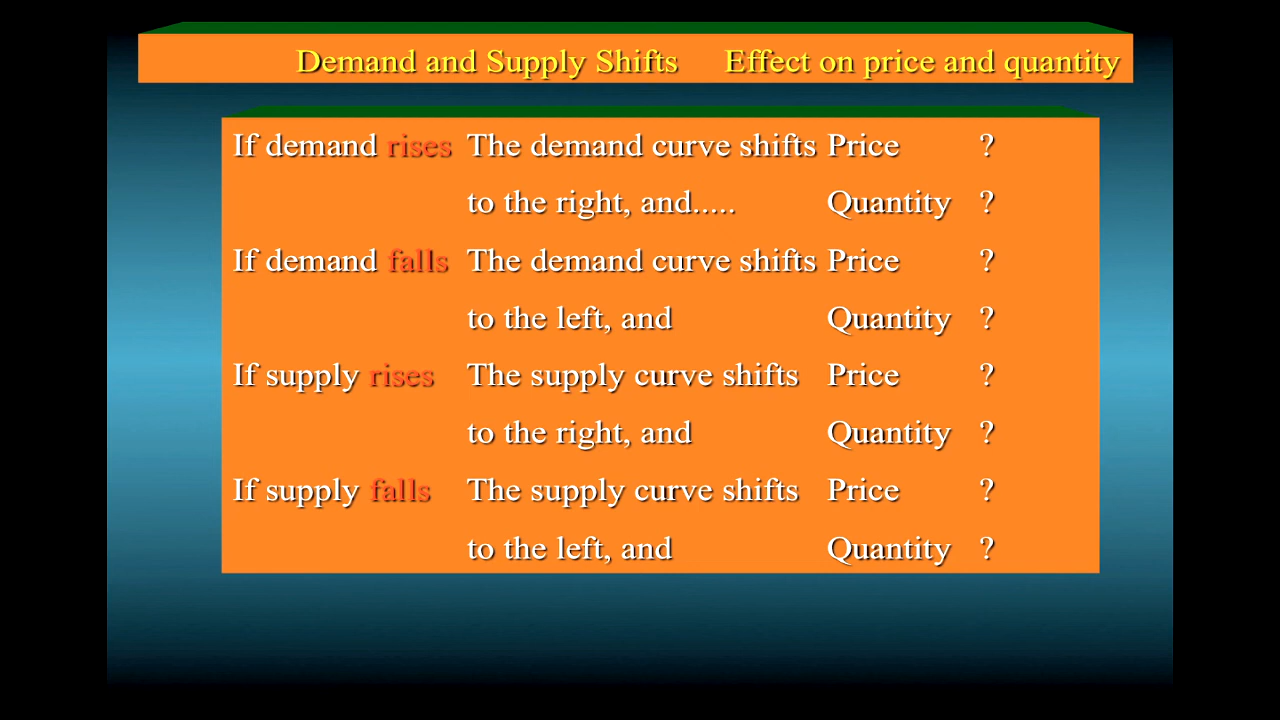 Demand and Supply Shifts Effect on price and quantity
If demand rises The demand curve shifts Price ?
to the right, and..... Quantity ?
If demand falls The demand curve shifts Price ?
to the left, and Quantity ?
If supply rises The supply curve shifts Price ?
to the right, and Quantity ?
If supply falls The supply curve shifts Price ?
to the left, and Quantity ?